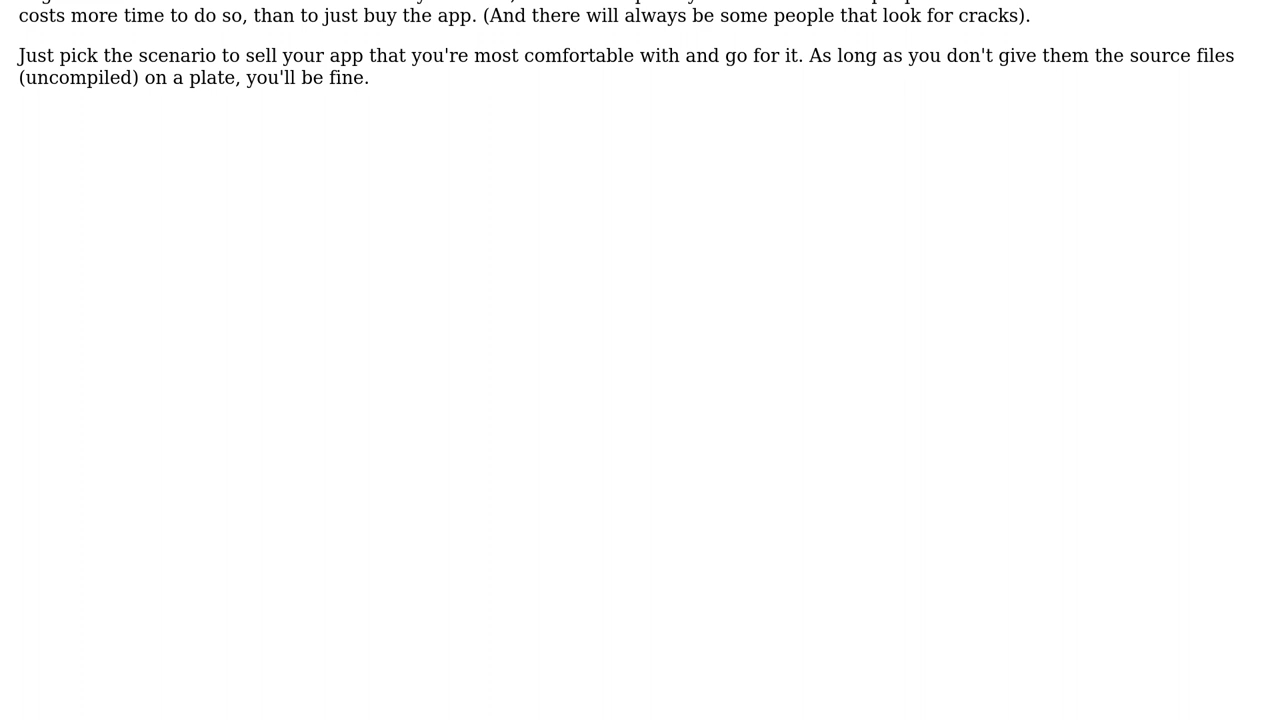 costs more time to do so, than to just buy the app. (And there will always be some people that look for cracks).
Just pick the scenario to sell your app that you're most comfortable with and go for it. As long as you don't give them the source files
(uncompiled) on a plate, you'll be fine.